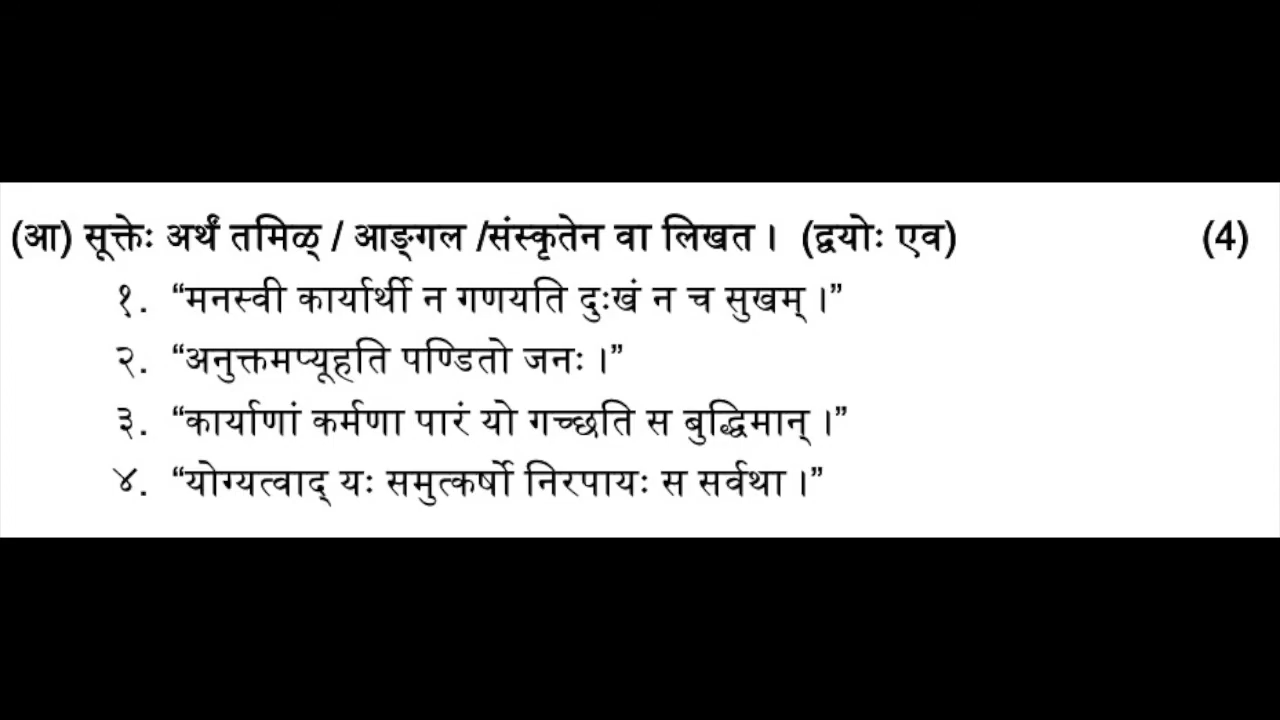 (आ) सूक्तेः अर्थं तमिळ् / आङ्गल /संस्कृतेन वा लिखत । (द्वयोः एव) (4)
१. “मनस्वी कार्यार्थी न गणयति दुःखं न च सुखम् ।”
२. “अनुक्तमप्यूहति पण्डितो जनः ।”
३. “कार्याणां कर्मणा पारं यो गच्छति स बुद्धिमान् ।”
४. “योग्यत्वाद् यः समुत्कर्षो निरपायः स सर्वथा ।”